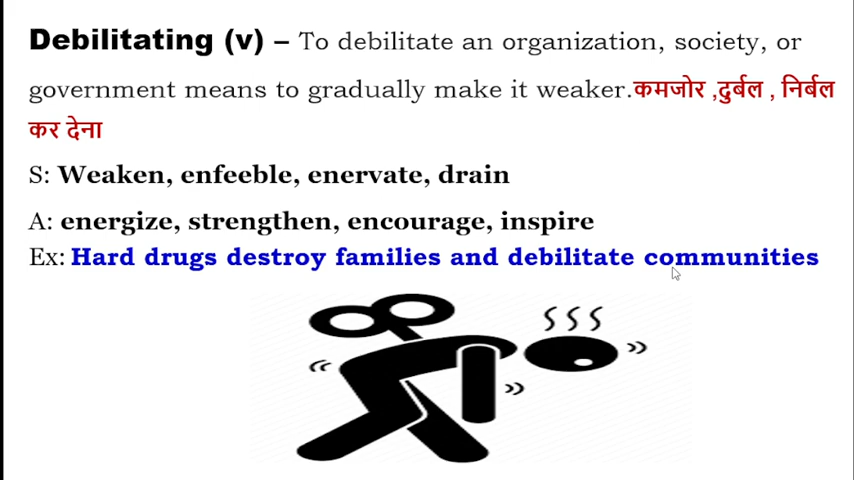 Debilitating (v) – To debilitate an organization, society, or
government means to gradually make it weaker.कमजोर ,दुर्बल , निर्बल
कर देना
S: Weaken, enfeeble, enervate, drain
A: energize, strengthen, encourage, inspire
Ex: Hard drugs destroy families and debilitate communities